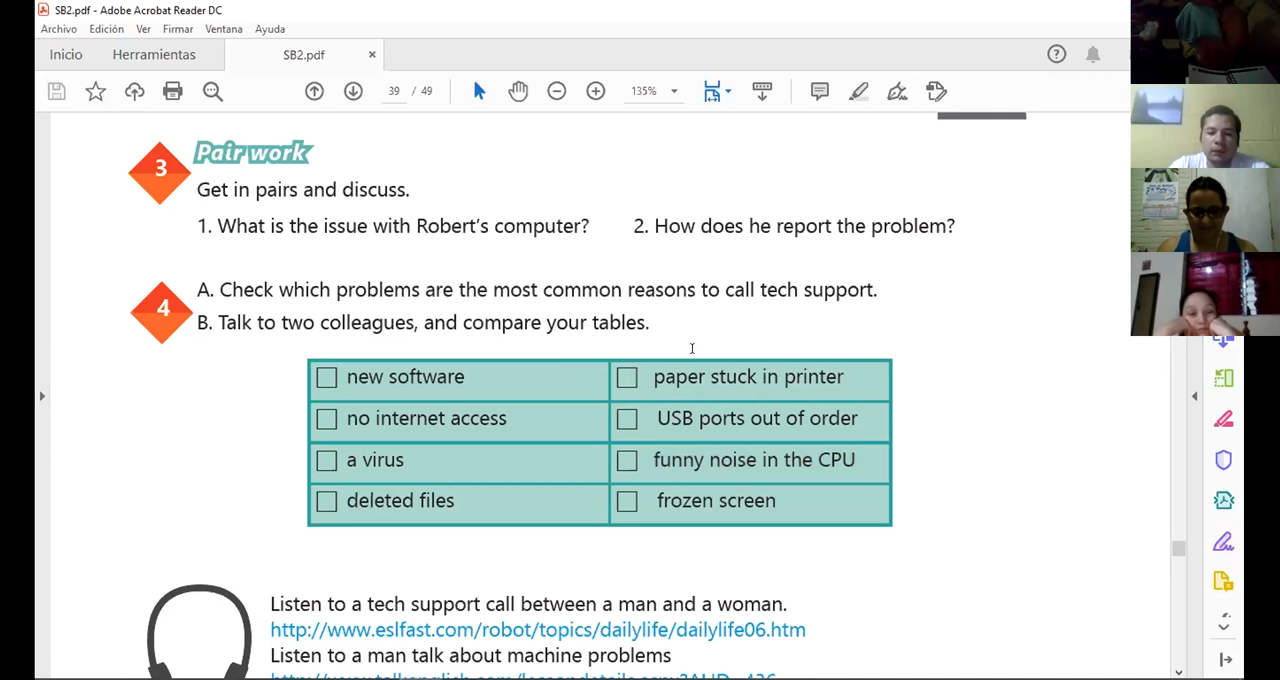 SB2.pdf - Adobe Acrobat Reader DC
Archivo Edición Ver Firmar Ventana Ayuda
Inicio Herramientas SB2.pdf ×
39 / 49 135%
3 Pair work
Get in pairs and discuss.
1. What is the issue with Robert's computer? 2. How does he report the problem?
4 A. Check which problems are the most common reasons to call tech support.
B. Talk to two colleagues, and compare your tables.
new software paper stuck in printer
no internet access USB ports out of order
a virus funny noise in the CPU
deleted files frozen screen
Listen to a tech support call between a man and a woman.
http://www.eslfast.com/robot/topics/dailylife/dailylife06.htm
Listen to a man talk about machine problems